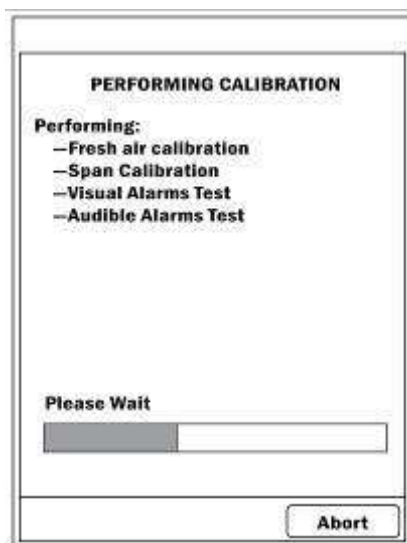 PERFORMING CALIBRATION
Performing:
—Fresh air calibration
—Span Calibration
—Visual Alarms Test
—Audible Alarms Test
Please Wait
Abort